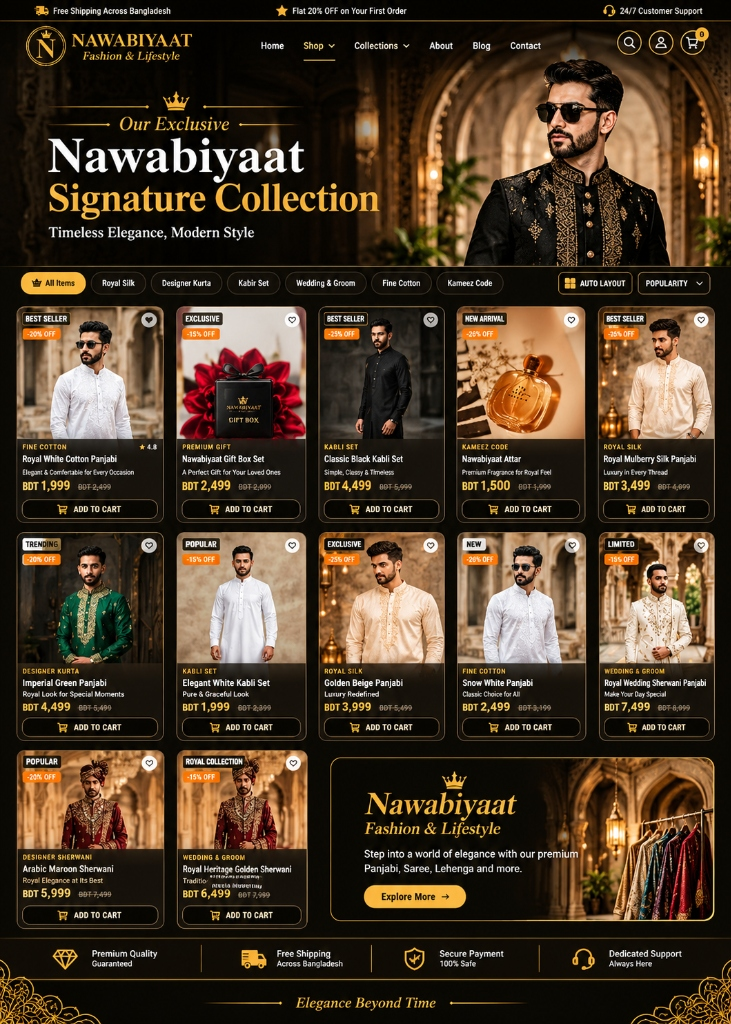 Free Shipping Across Bangladesh
Flat 20% OFF on Your First Order
24/7 Customer Support
N
NAWABIYAAT
Fashion & Lifestyle
Home
Shop
Collections
About
Blog
Contact
0
Our Exclusive
Nawabiyaat
Signature Collection
Timeless Elegance, Modern Style
All Items
Royal Silk
Designer Kurta
Kabir Set
Wedding & Groom
Fine Cotton
Kameez Code
AUTO LAYOUT
POPULARITY
BEST SELLER
-20% OFF
FINE COTTON
4.8
Royal White Cotton Panjabi
Elegant & Comfortable for Every Occasion
BDT 1,999 BDT 2,499
ADD TO CART
EXCLUSIVE
-15% OFF
NAWABIYAAT
GIFT BOX
PREMIUM GIFT
Nawabiyaat Gift Box Set
A Perfect Gift for Your Loved Ones
BDT 2,499 BDT 2,999
ADD TO CART
BEST SELLER
-25% OFF
KABLI SET
Classic Black Kabli Set
Simple, Classy & Timeless
BDT 4,499 BDT 5,999
ADD TO CART
NEW ARRIVAL
-20% OFF
KAMEEZ CODE
Nawabiyaat Attar
Premium Fragrance for Royal Feel
BDT 1,500 BDT 1,999
ADD TO CART
BEST SELLER
-35% OFF
ROYAL SILK
Royal Mulberry Silk Panjabi
Luxury in Every Thread
BDT 3,499 BDT 4,099
ADD TO CART
TRENDING
-20% OFF
DESIGNER KURTA
Imperial Green Panjabi
Royal Look for Special Moments
BDT 4,499 BDT 5,499
ADD TO CART
POPULAR
-15% OFF
KABLI SET
Elegant White Kabli Set
Pure & Graceful Look
BDT 1,999 BDT 2,399
ADD TO CART
EXCLUSIVE
-25% OFF
ROYAL SILK
Golden Beige Panjabi
Luxury Redefined
BDT 3,999 BDT 5,499
ADD TO CART
NEW
-20% OFF
FINE COTTON
Snow White Panjabi
Classic Choice for All
BDT 2,499 BDT 3,199
ADD TO CART
LIMITED
-15% OFF
WEDDING & GROOM
Royal Wedding Sherwani Panjabi
Make Your Day Special
BDT 7,499 BDT 8,999
ADD TO CART
POPULAR
-20% OFF
DESIGNER SHERWANI
Arabic Maroon Sherwani
Royal Elegance at Its Best
BDT 5,999 BDT 7,499
ADD TO CART
ROYAL COLLECTION
-15% OFF
WEDDING & GROOM
Royal Heritage Golden Sherwani
BDT 6,499 BDT 7,999
ADD TO CART
Nawabiyaat
Fashion & Lifestyle
Step into a world of elegance with our premium
Panjabi, Saree, Lehenga and more.
Explore More
Premium Quality
Guaranteed
Free Shipping
Across Bangladesh
Secure Payment
100% Safe
Dedicated Support
Always Here
Elegance Beyond Time